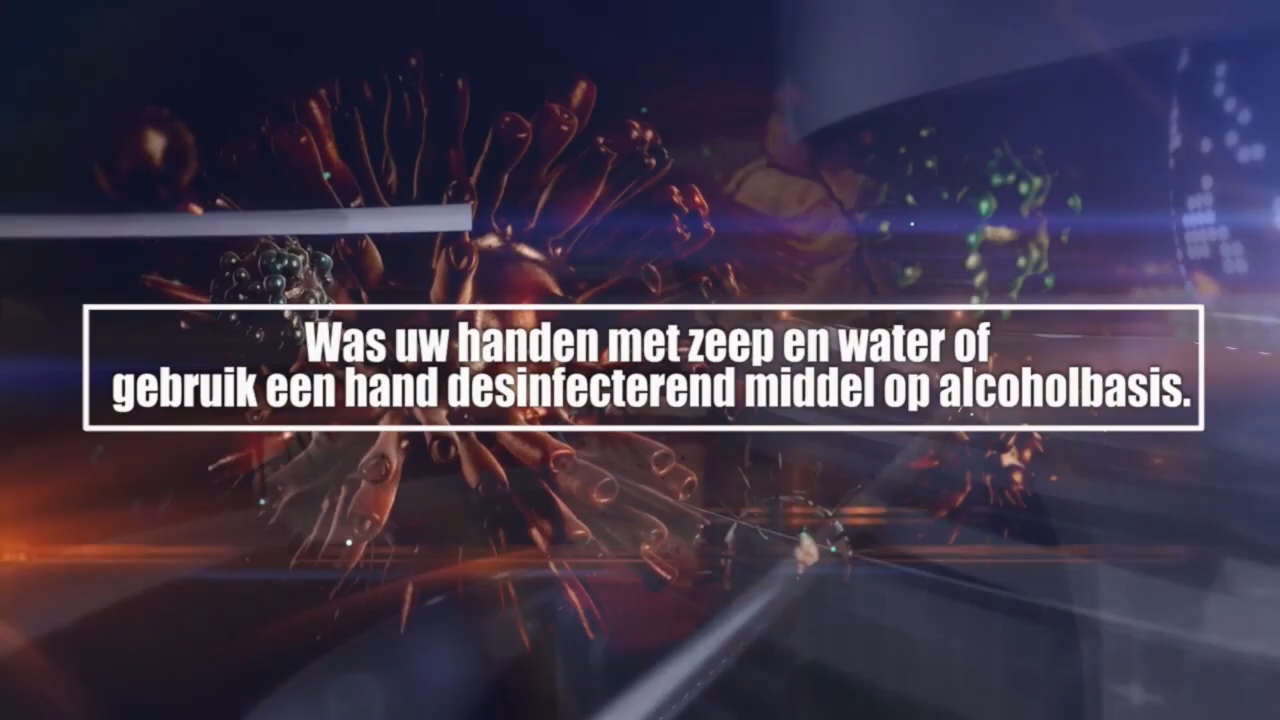 Was uw handen met zeep en water of
gebruik een hand desinfecterend middel op alcoholbasis.